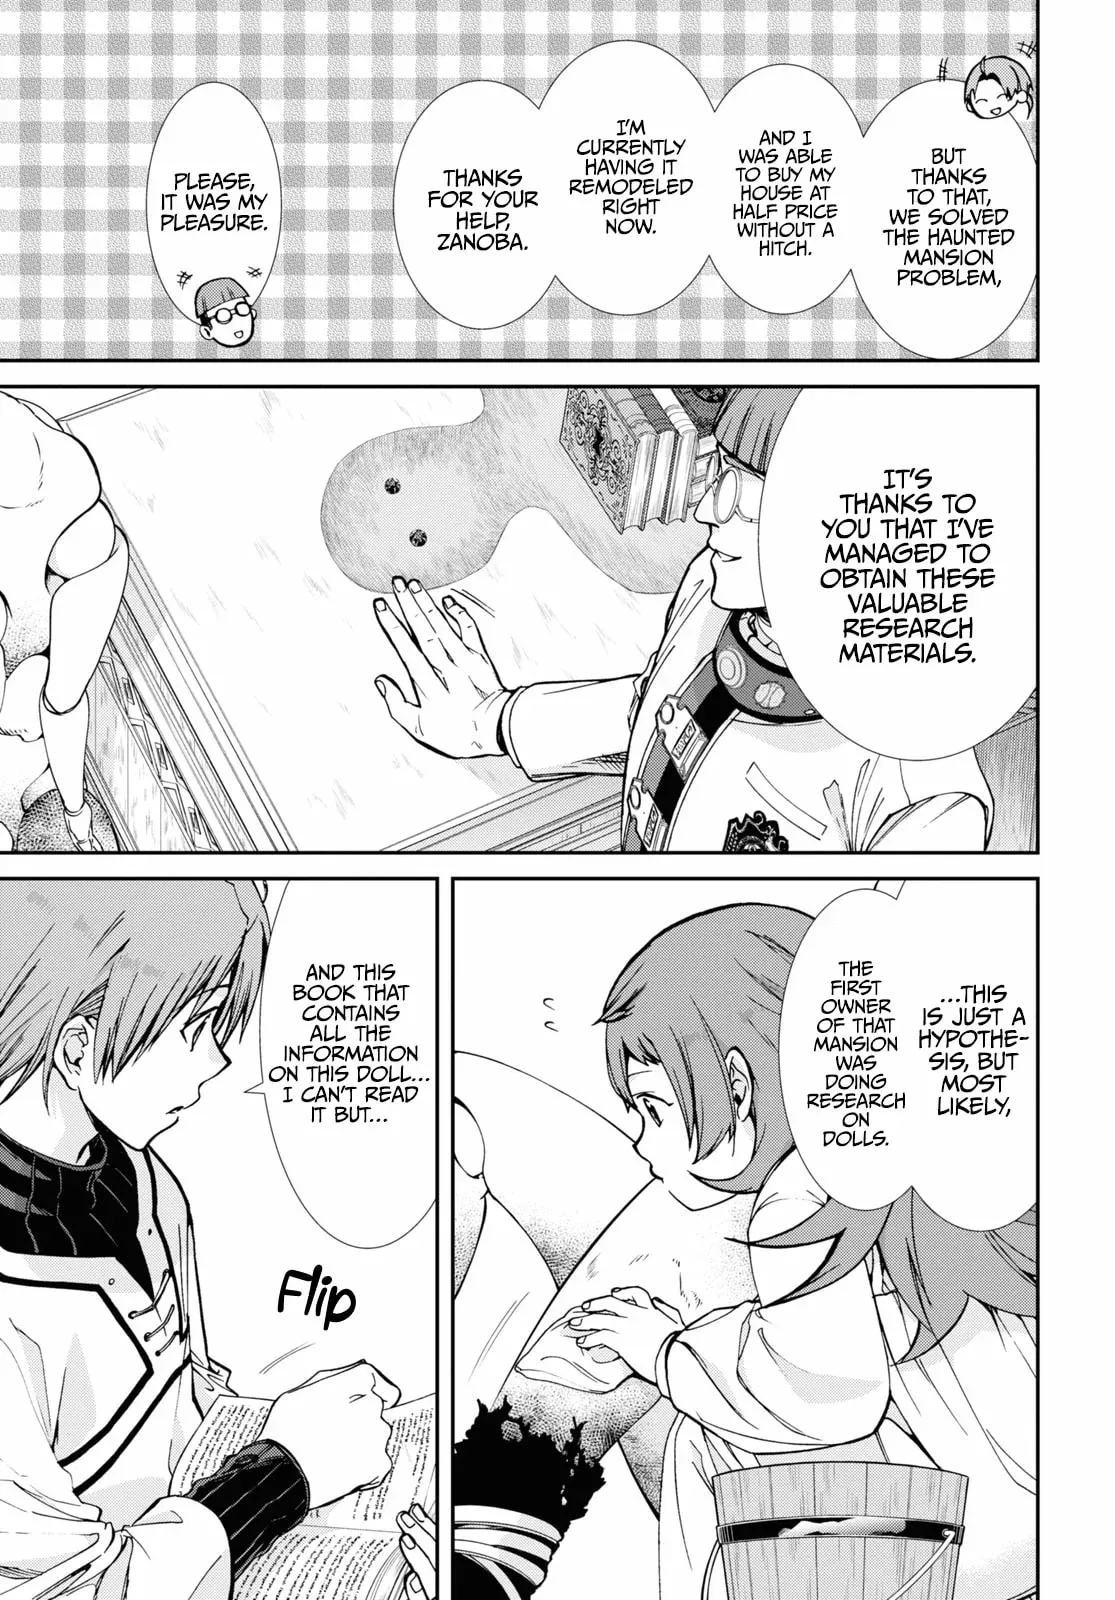 BUT
THANKS
TO THAT,
WE SOLVED
THE HAUNTED
MANSION
PROBLEM,
AND I
WAS ABLE
TO BUY MY
HOUSE AT
HALF PRICE
WITHOUT A
HITCH.
I'M
CURRENTLY
HAVING IT
REMODELED
RIGHT
NOW.
THANKS
FOR YOUR
HELP,
ZANOBA.
PLEASE,
IT WAS MY
PLEASURE.
IT'S
THANKS TO
YOU THAT I'VE
MANAGED TO
OBTAIN THESE
VALUABLE
RESEARCH
MATERIALS.
...THIS
IS JUST A
HYPOTHE-
SIS, BUT
MOST
LIKELY,
THE
FIRST
OWNER
OF THAT
MANSION WAS
DOING
RESEARCH
ON
DOLLS.
AND THIS
BOOK THAT
CONTAINS
ALL THE
INFORMATION
ON THIS DOLL...
I CAN'T READ
IT BUT...
Flip